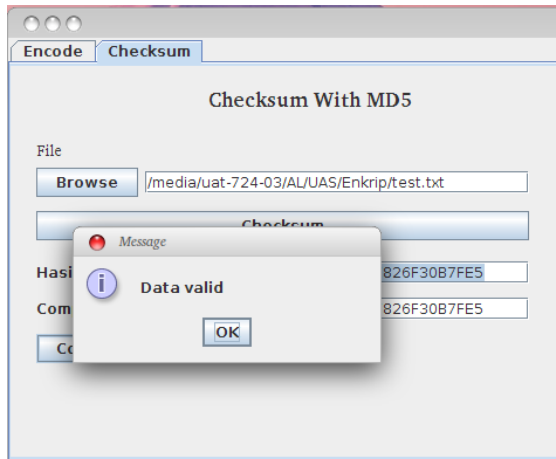 Encode Checksum
Checksum With MD5
File
Browse /media/uat-724-03/AL/UAS/Enkrip/test.txt
Checksum
Message
Data valid
OK
826F30B7FE5
826F30B7FE5